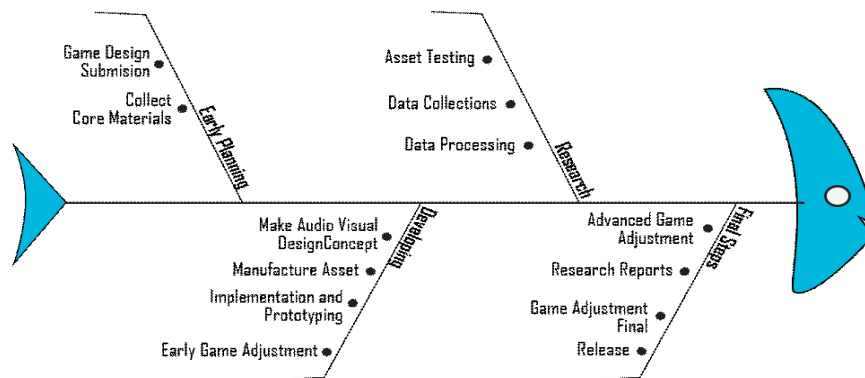 Game Design
Submision
Collect
Core Materials
Early Planning
Asset Testing
Data Collections
Data Processing
Research
Make Audio Visual
DesignConcept
Manufacture Asset
Implementation and
Prototyping
Early Game Adjustment
Developing
Advanced Game
Adjustment
Research Reports
Game Adjustment
Final
Release
Final Steps